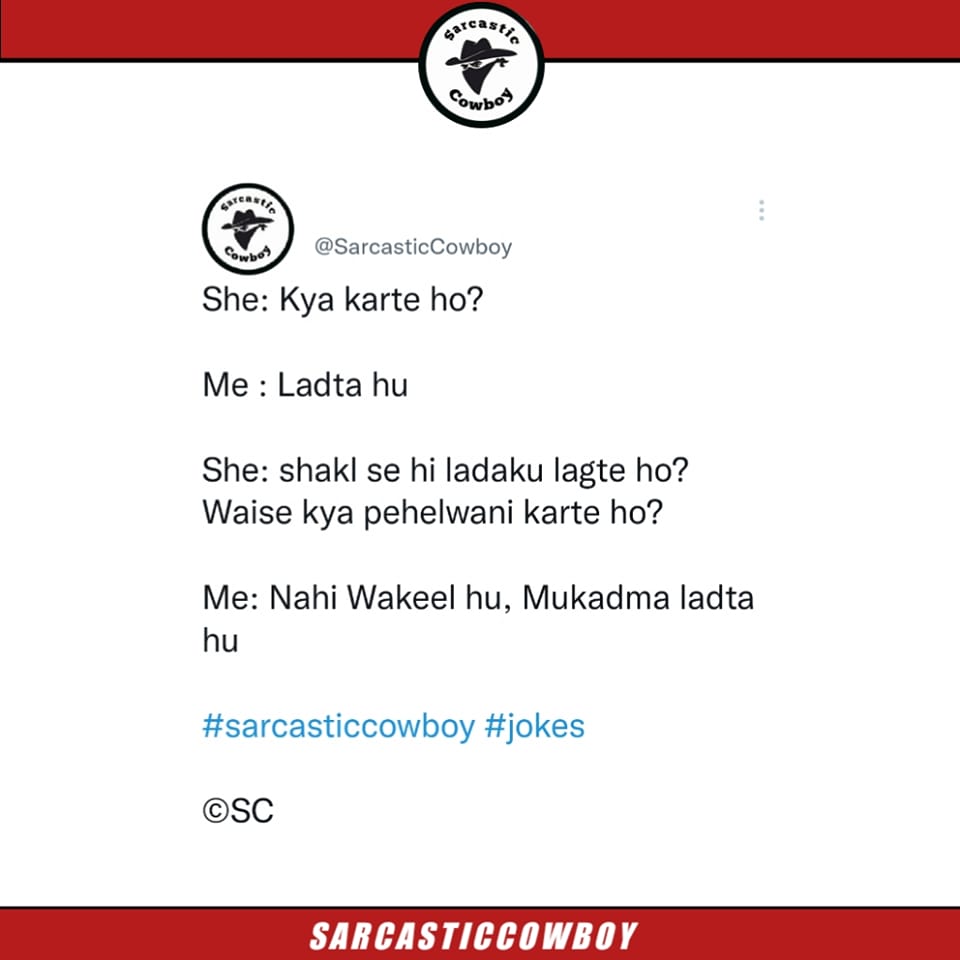 Sarcastic
Cowboy
Sarcastic
Cowboy
@SarcasticCowboy
She: Kya karte ho?
Me : Ladta hu
She: shakl se hi ladaku lagte ho?
Waise kya pehelwani karte ho?
Me: Nahi Wakeel hu, Mukadma ladta
hu
#sarcasticcowboy #jokes
©SC
SARCASTICCOWBOY